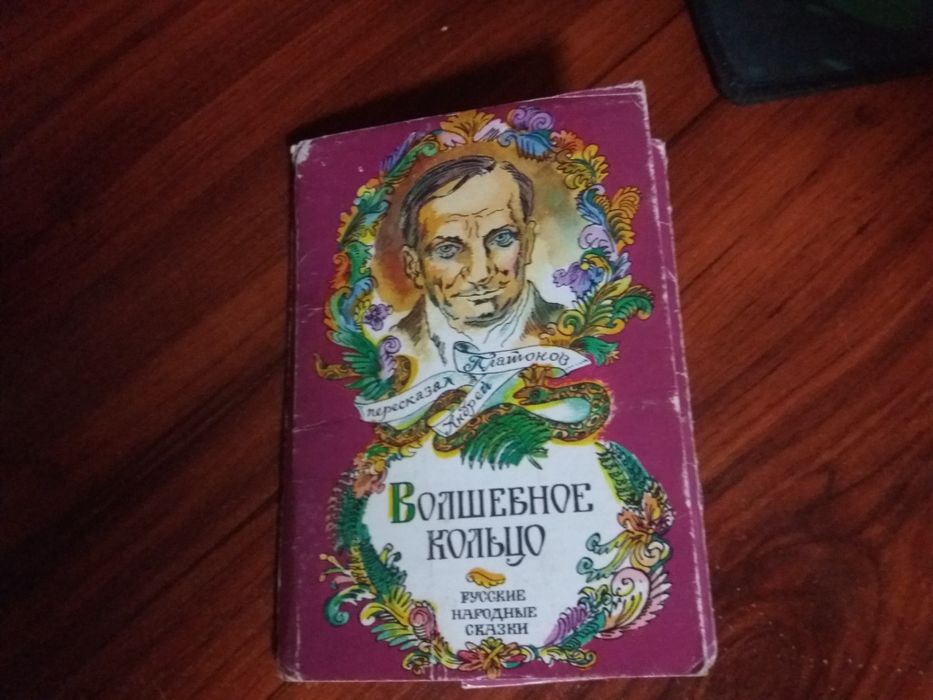 пересказал
Андрей
Платонов
Волшебное
кольцо
Русские
народные
сказки